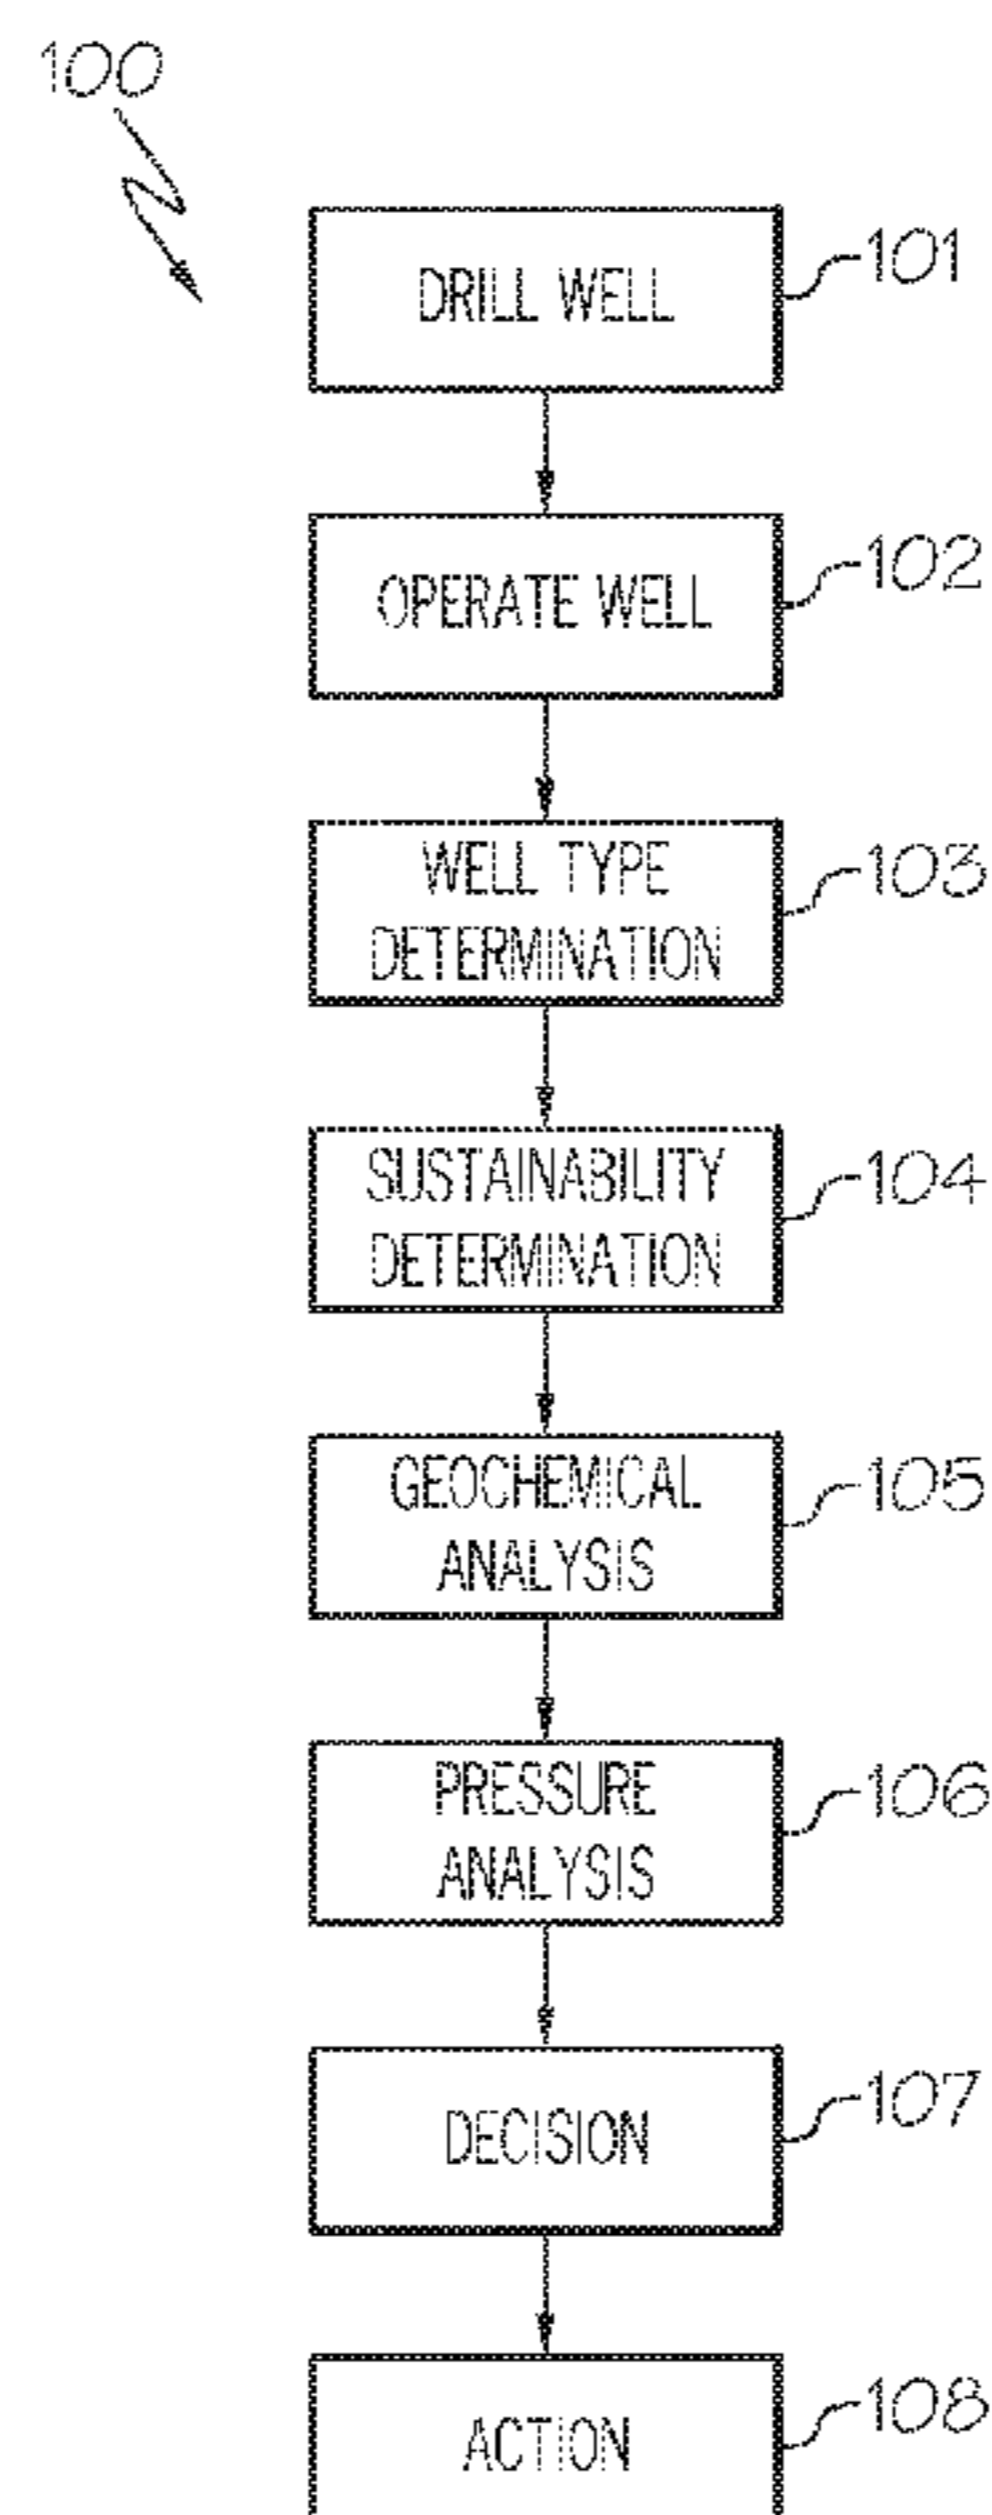 100
DRILL WELL
101
OPERATE WELL
102
WELL TYPE
DETERMINATION
103
SUSTAINABILITY
DETERMINATION
104
GEOCHEMICAL
ANALYSIS
105
PRESSURE
ANALYSIS
106
DECISION
107
ACTION
108